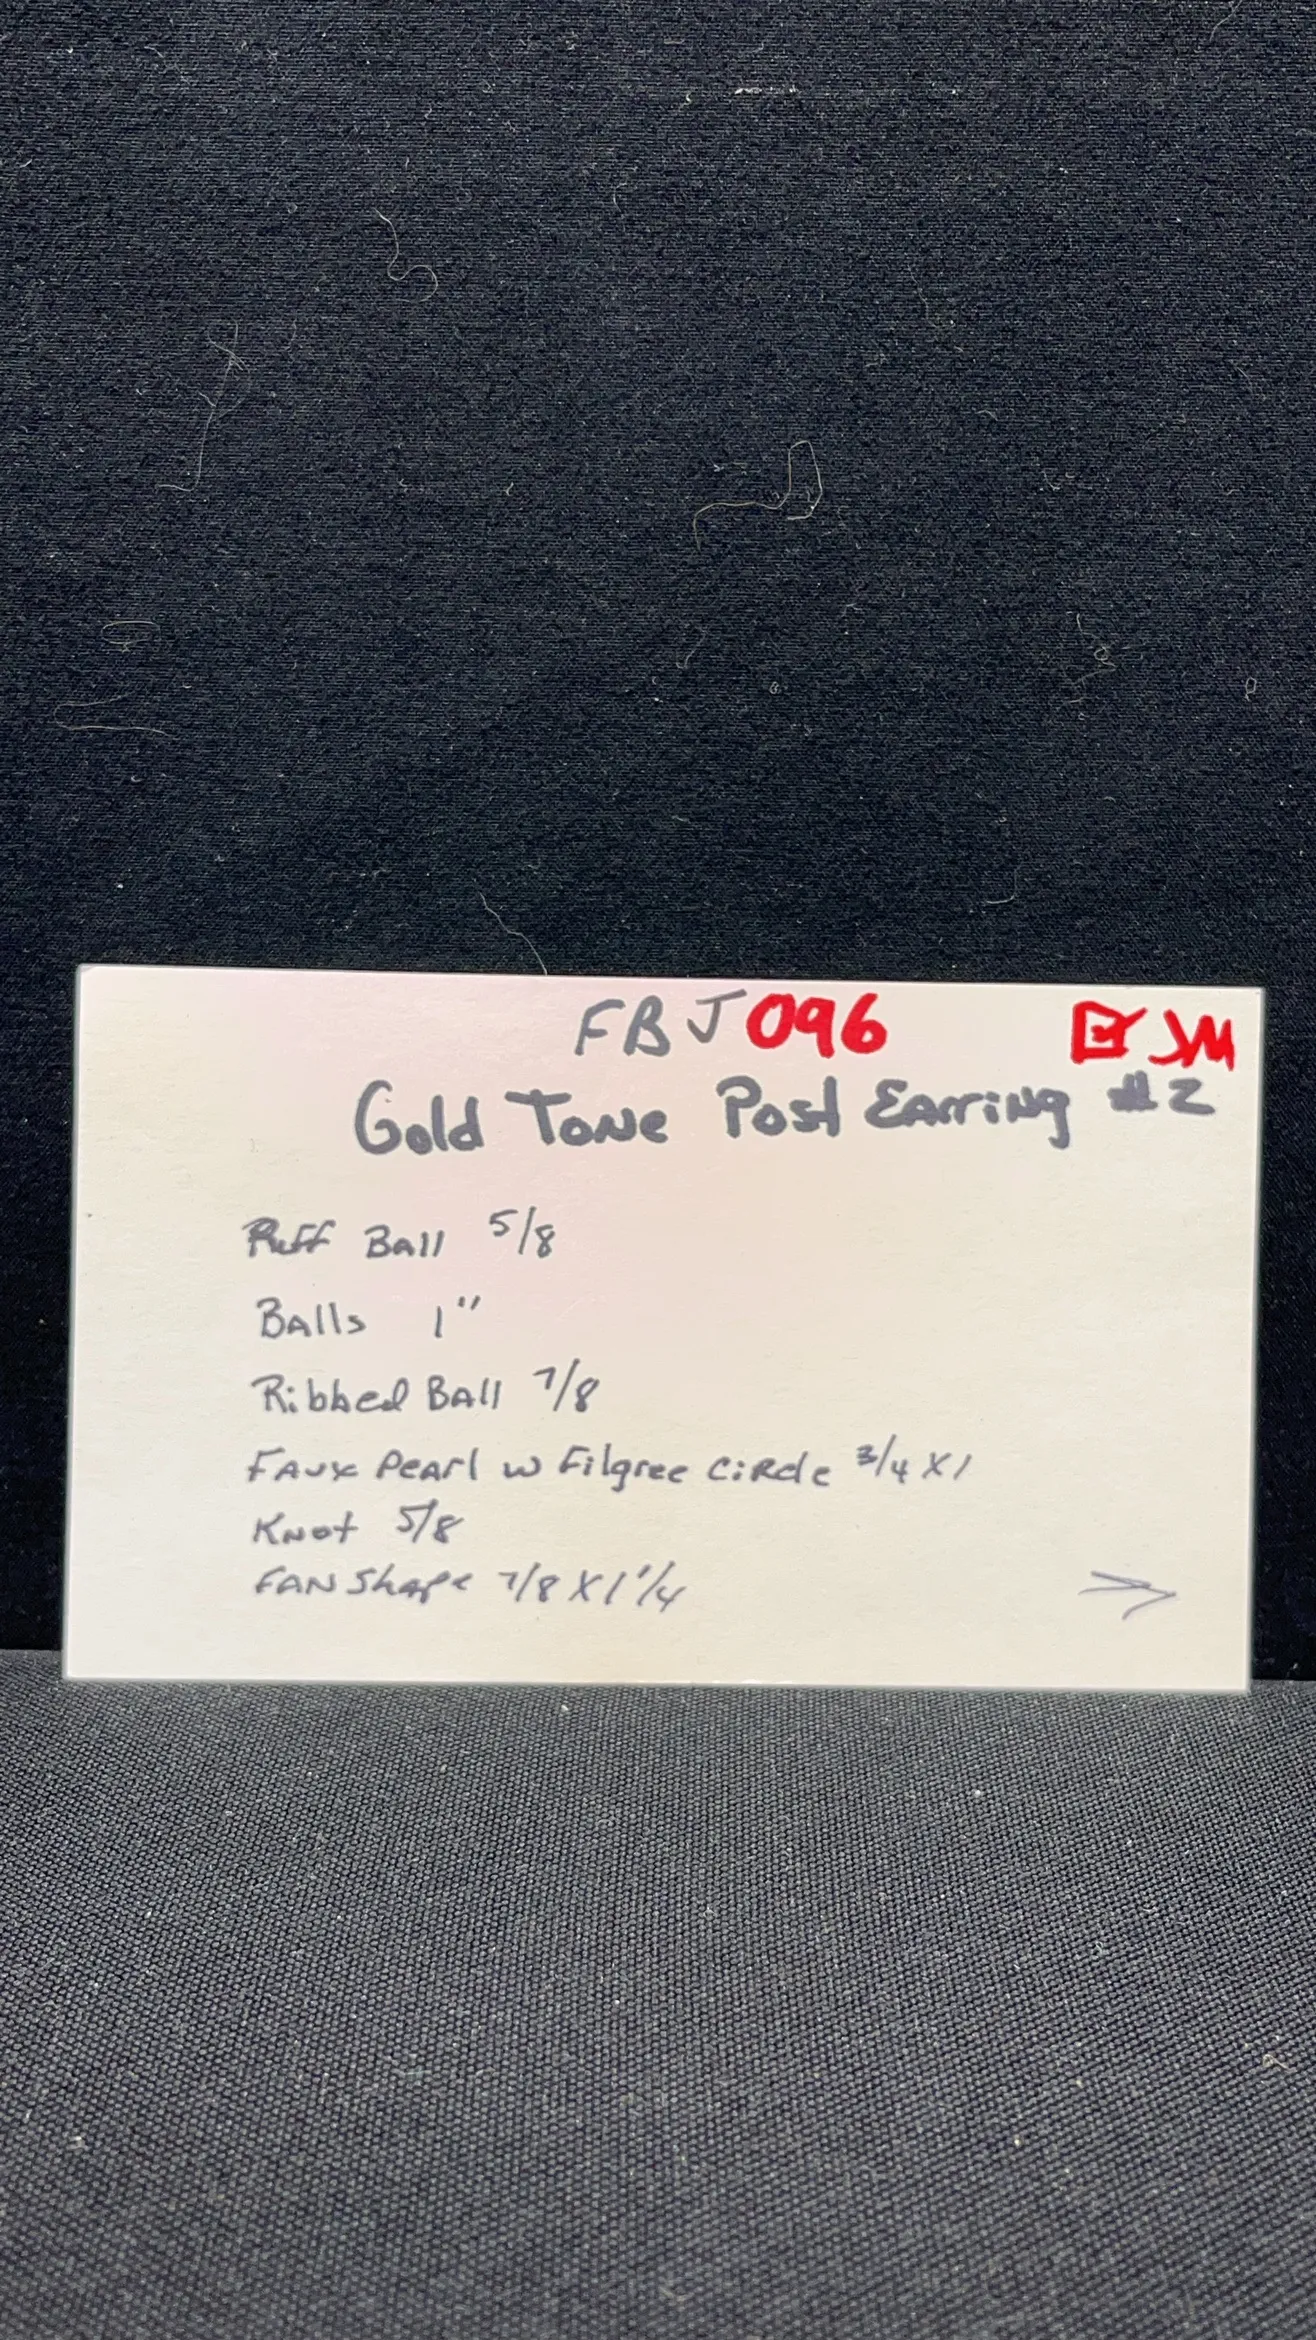 FBJ096 ☑ JM
Gold Tone Post Earring #2
Puff Ball 5/8
Balls 1"
Ribbed Ball 7/8
Faux Pearl w Filgree Circle 3/4 X 1
Knot 5/8
Fan Shape 7/8 X 1 1/4